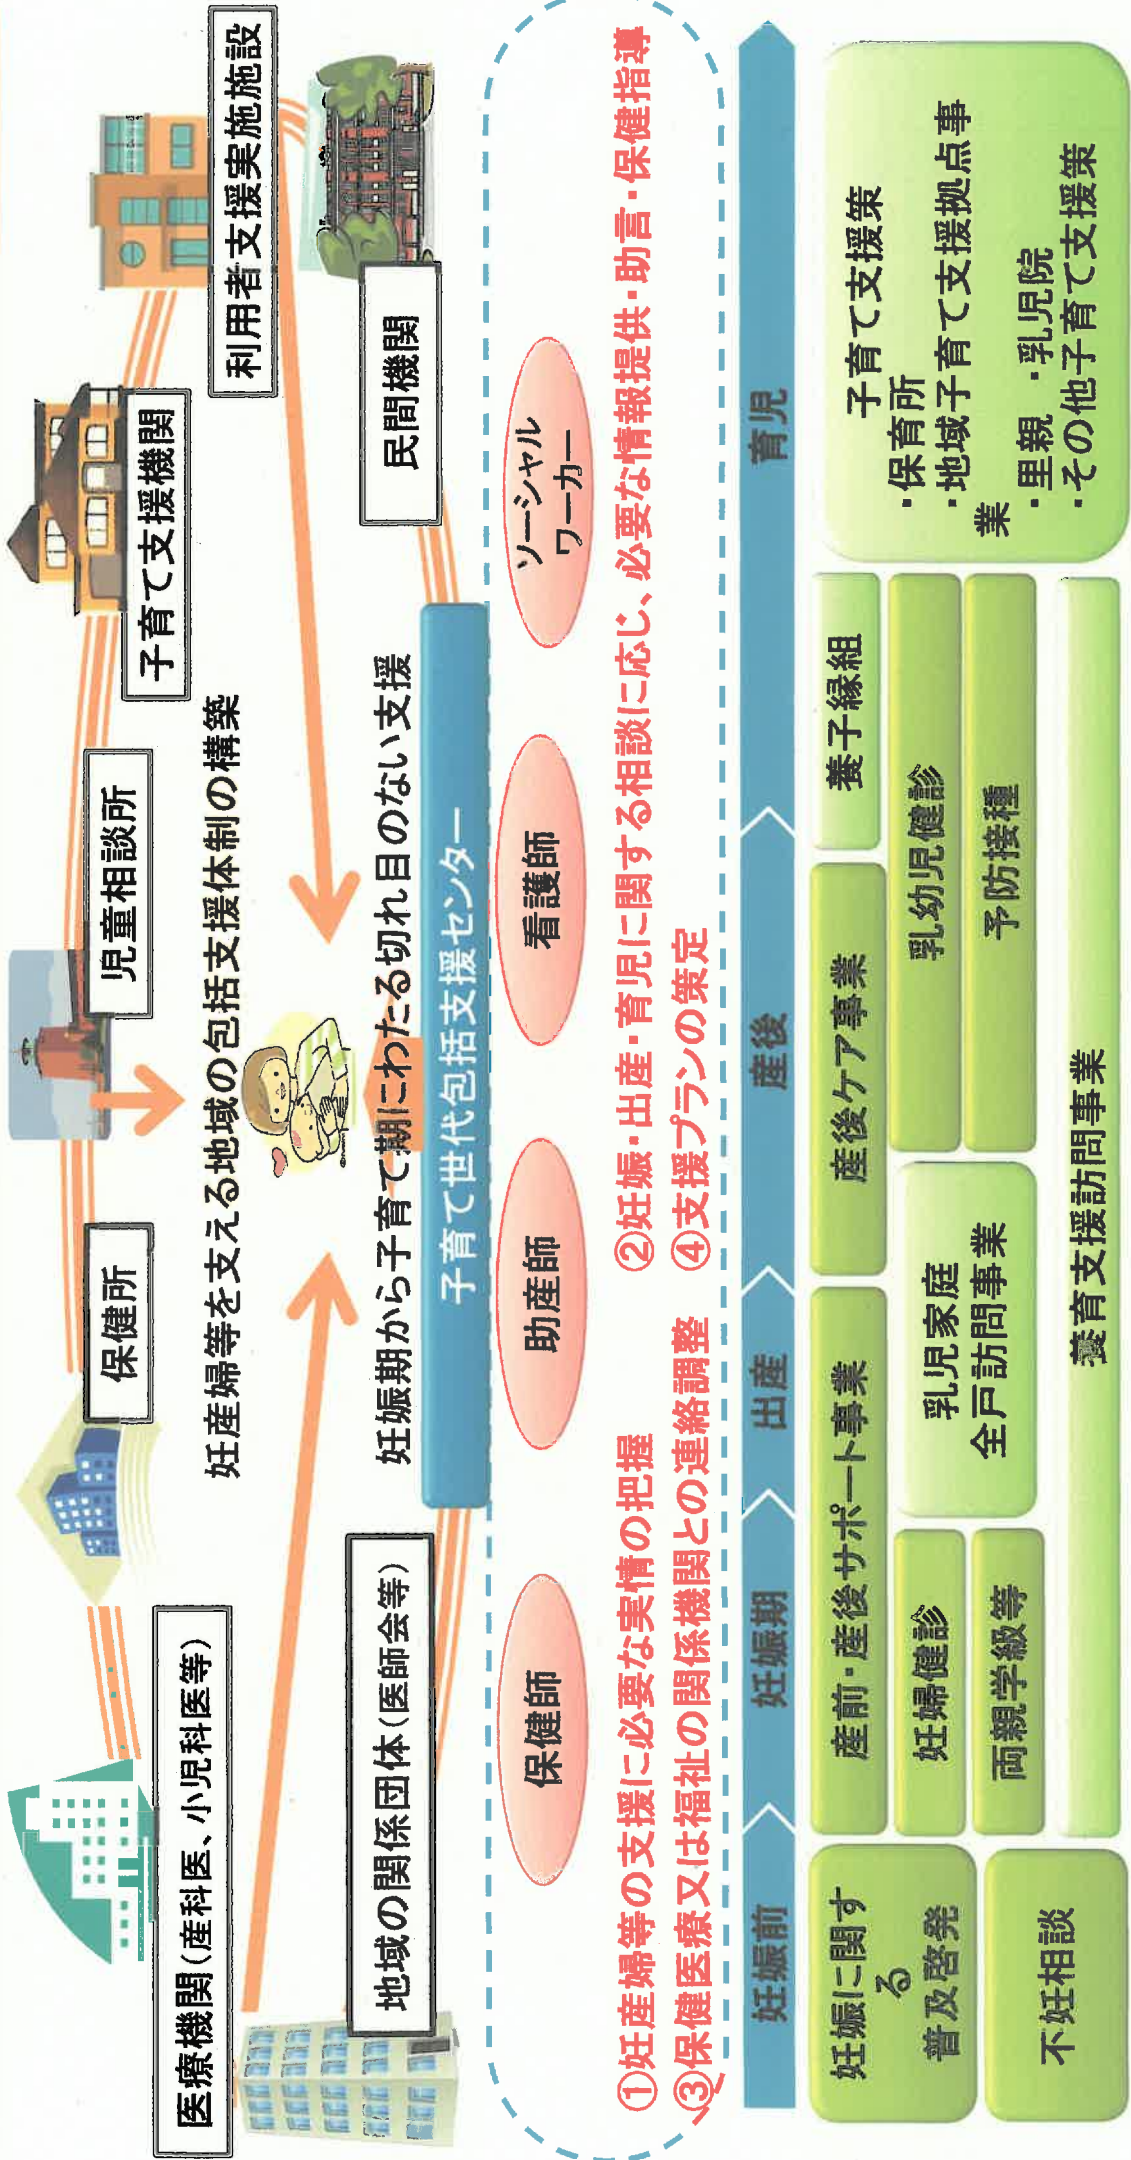 保健所
児童相談所
子育て支援機関
利用者支援実施施設
医療機関（産科医、小児科医等）
妊産婦等を支える地域の包括支援体制の構築
民間機関
地域の関係団体（医師会等）
妊娠期から子育て期にわたる切れ目のない支援
子育て世代包括支援センター
保健師
助産師
看護師
ソーシャル
ワーカー
①妊産婦等の支援に必要な実情の把握
②妊娠・出産・育児に関する相談に応じ、必要な情報提供・助言・保健指導
③保健医療又は福祉の関係機関との連絡調整
④支援プランの策定
妊娠前
妊娠期
出産
産後
育児
妊娠に関す
る
普及啓発
不妊相談
産前・産後サポート事業
妊婦健診
両親学級等
乳児家庭
全戸訪問事業
産後ケア事業
養子縁組
乳幼児健診
予防接種
養育支援訪問事業
子育て支援策
・保育所
・地域子育て支援拠点事
業
・里親 ・乳児院
・その他子育て支援策